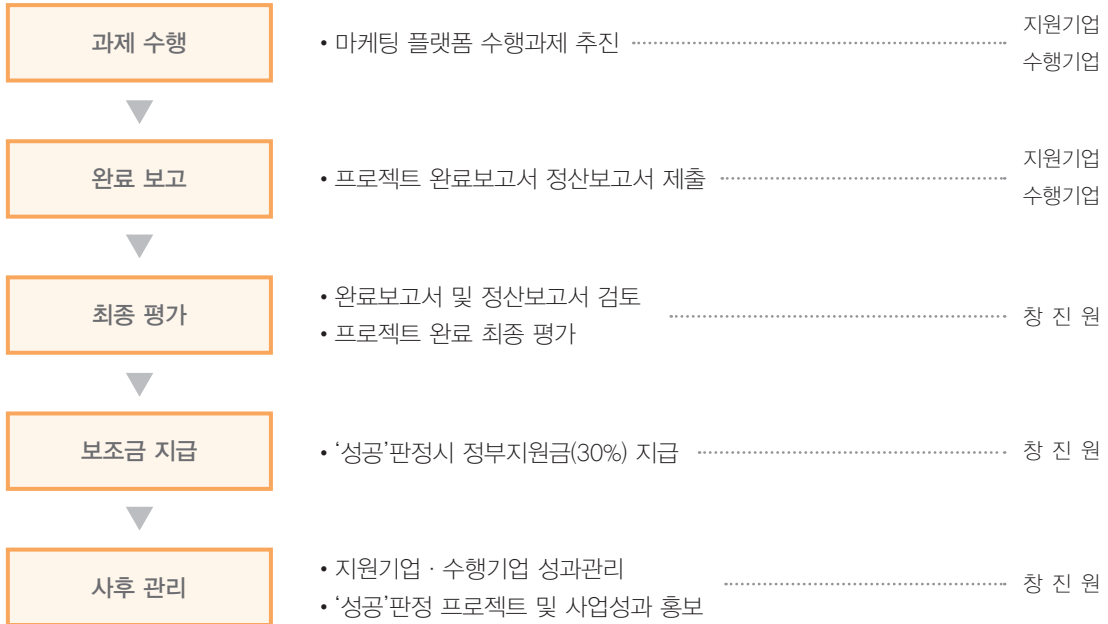 과제 수행
• 마케팅 플랫폼 수행과제 추진
지원기업
수행기업
완료 보고
• 프로젝트 완료보고서 정산보고서 제출
지원기업
수행기업
최종 평가
• 완료보고서 및 정산보고서 검토
• 프로젝트 완료 최종 평가
창 진 원
보조금 지급
• ‘성공’판정시 정부지원금(30%) 지급
창 진 원
사후 관리
• 지원기업 · 수행기업 성과관리
• ‘성공’판정 프로젝트 및 사업성과 홍보
창 진 원